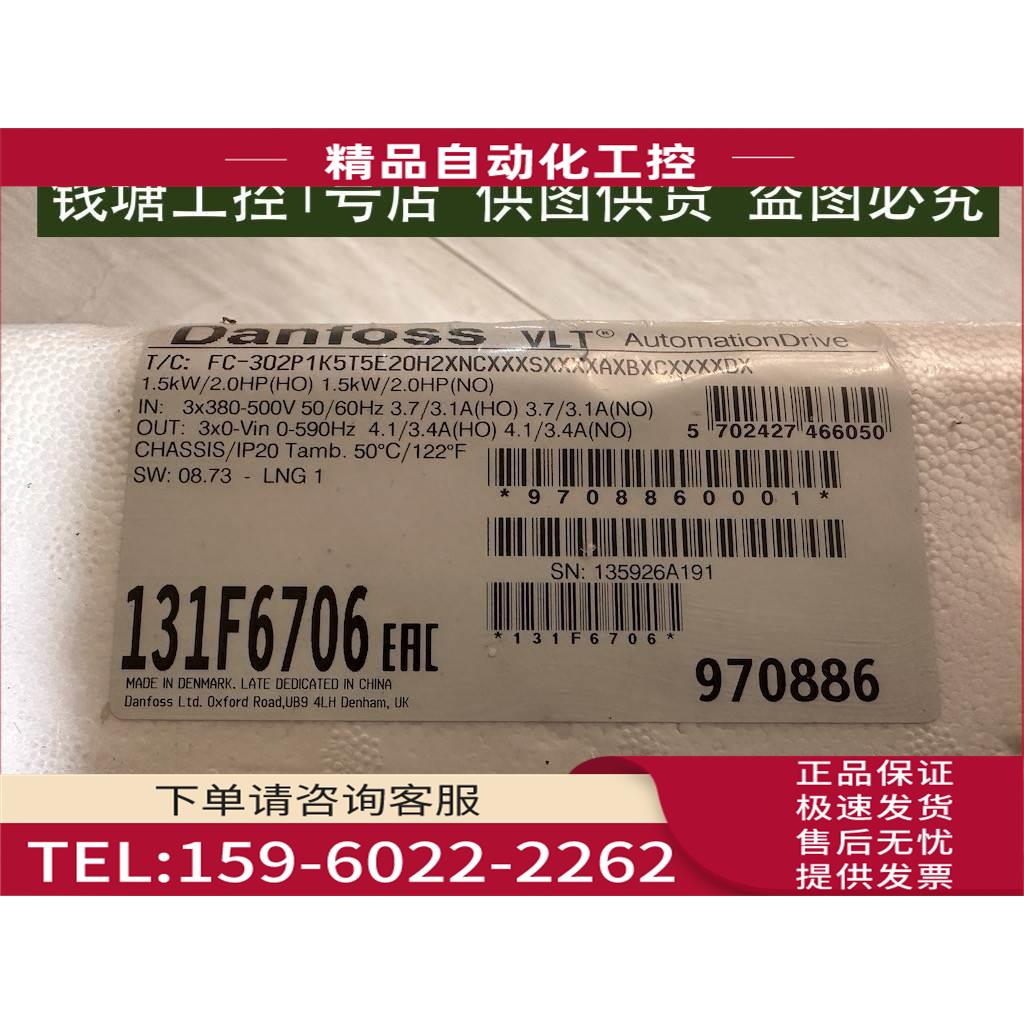 精品自动化工控
钱塘工控1号店 供图供货 盗图必究
Danfoss VLT® AutomationDrive
T/C: FC-302P1K5T5E20H2XNCXXXSXXXXAXBXCXXXXDX
1.5kW/2.0HP(HO) 1.5kW/2.0HP(NO)
IN: 3x380-500V 50/60Hz 3.7/3.1A(HO) 3.7/3.1A(NO)
OUT: 3x0-Vin 0-590Hz 4.1/3.4A(HO) 4.1/3.4A(NO)
5 702427 466050
CHASSIS/IP20 Tamb. 50°C/122°F
SW: 08.73 - LNG 1
*9708860001*
SN: 135926A191
*131F6706*
131F6706 EAC
970886
MADE IN DENMARK. LATE DEDICATED IN CHINA
Danfoss Ltd. Oxford Road,UB9 4LH Denham, UK
下单请咨询客服
TEL:159-6022-2262
正品保证
极速发货
售后无忧
提供发票